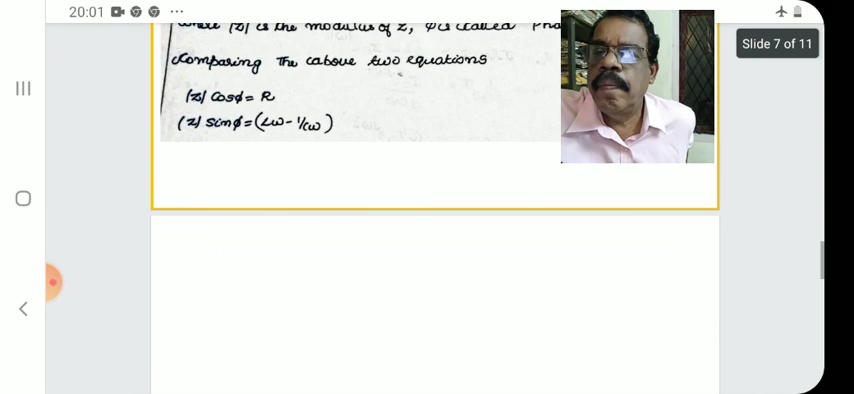 20:01
Slide 7 of 11
where |z| is the modulus of z, φ is called
Comparing the above two equations
|z| cosφ = R
|z| sinφ = (Lω - 1/cω)